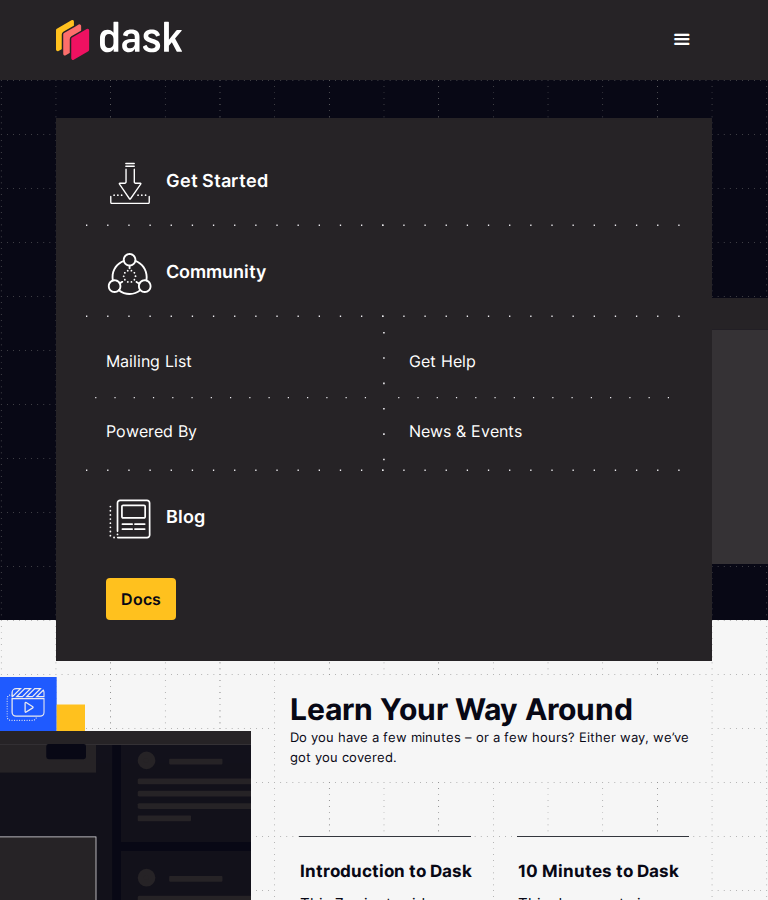 dask
Get Started
Community
Mailing List
Get Help
Powered By
News & Events
Blog
Docs
Learn Your Way Around
Do you have a few minutes – or a few hours? Either way, we’ve
got you covered.
Introduction to Dask
10 Minutes to Dask